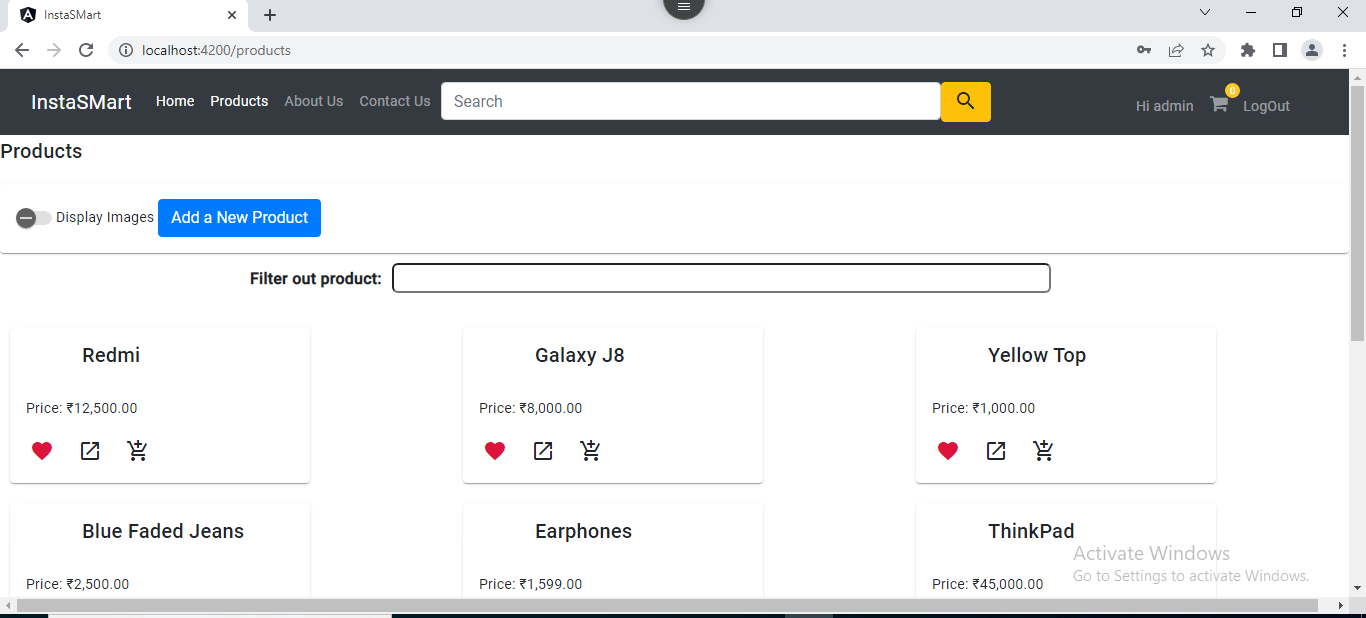 InstaSMart
localhost:4200/products
InstaSMart Home Products About Us Contact Us Search Hi admin 0 LogOut
Products
Display Images Add a New Product
Filter out product:
Redmi Galaxy J8 Yellow Top
Price: ₹12,500.00 Price: ₹8,000.00 Price: ₹1,000.00
Blue Faded Jeans Earphones ThinkPad
Activate Windows
Price: ₹2,500.00 Price: ₹1,599.00 Price: ₹45,000.00 Go to Settings to activate Windows.